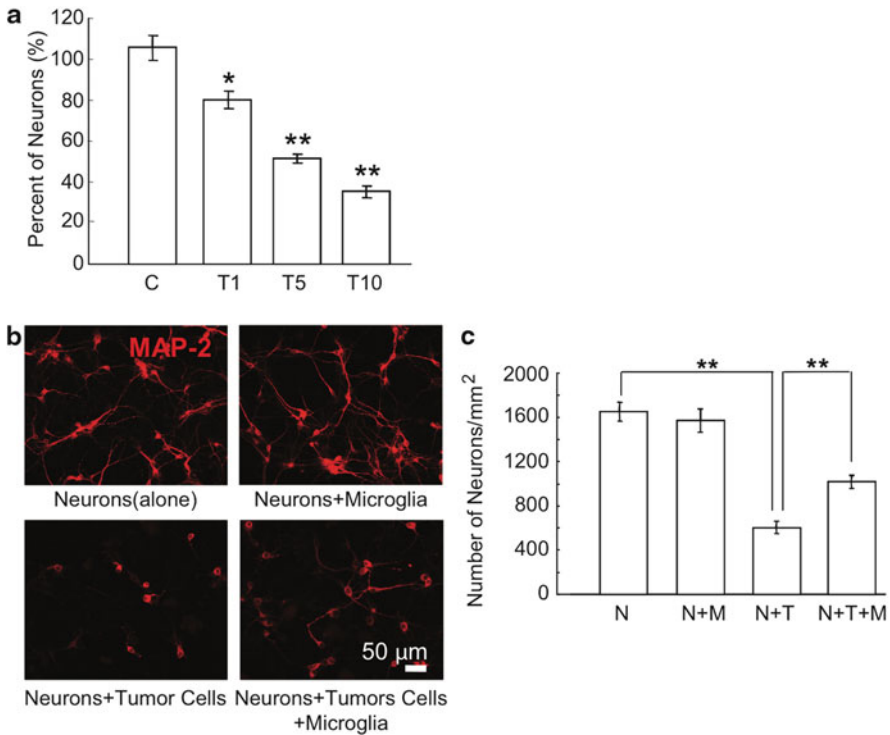 a
Percent of Neurons (%)
120
100
80
60
40
20
0
*
**
**
C T1 T5 T10
b
MAP-2
Neurons(alone)
Neurons+Microglia
Neurons+Tumor Cells
50 µm
Neurons+Tumors Cells
+Microglia
c
Number of Neurons/mm²
2000
1600
1200
800
400
0
**
**
N N+M N+T N+T+M